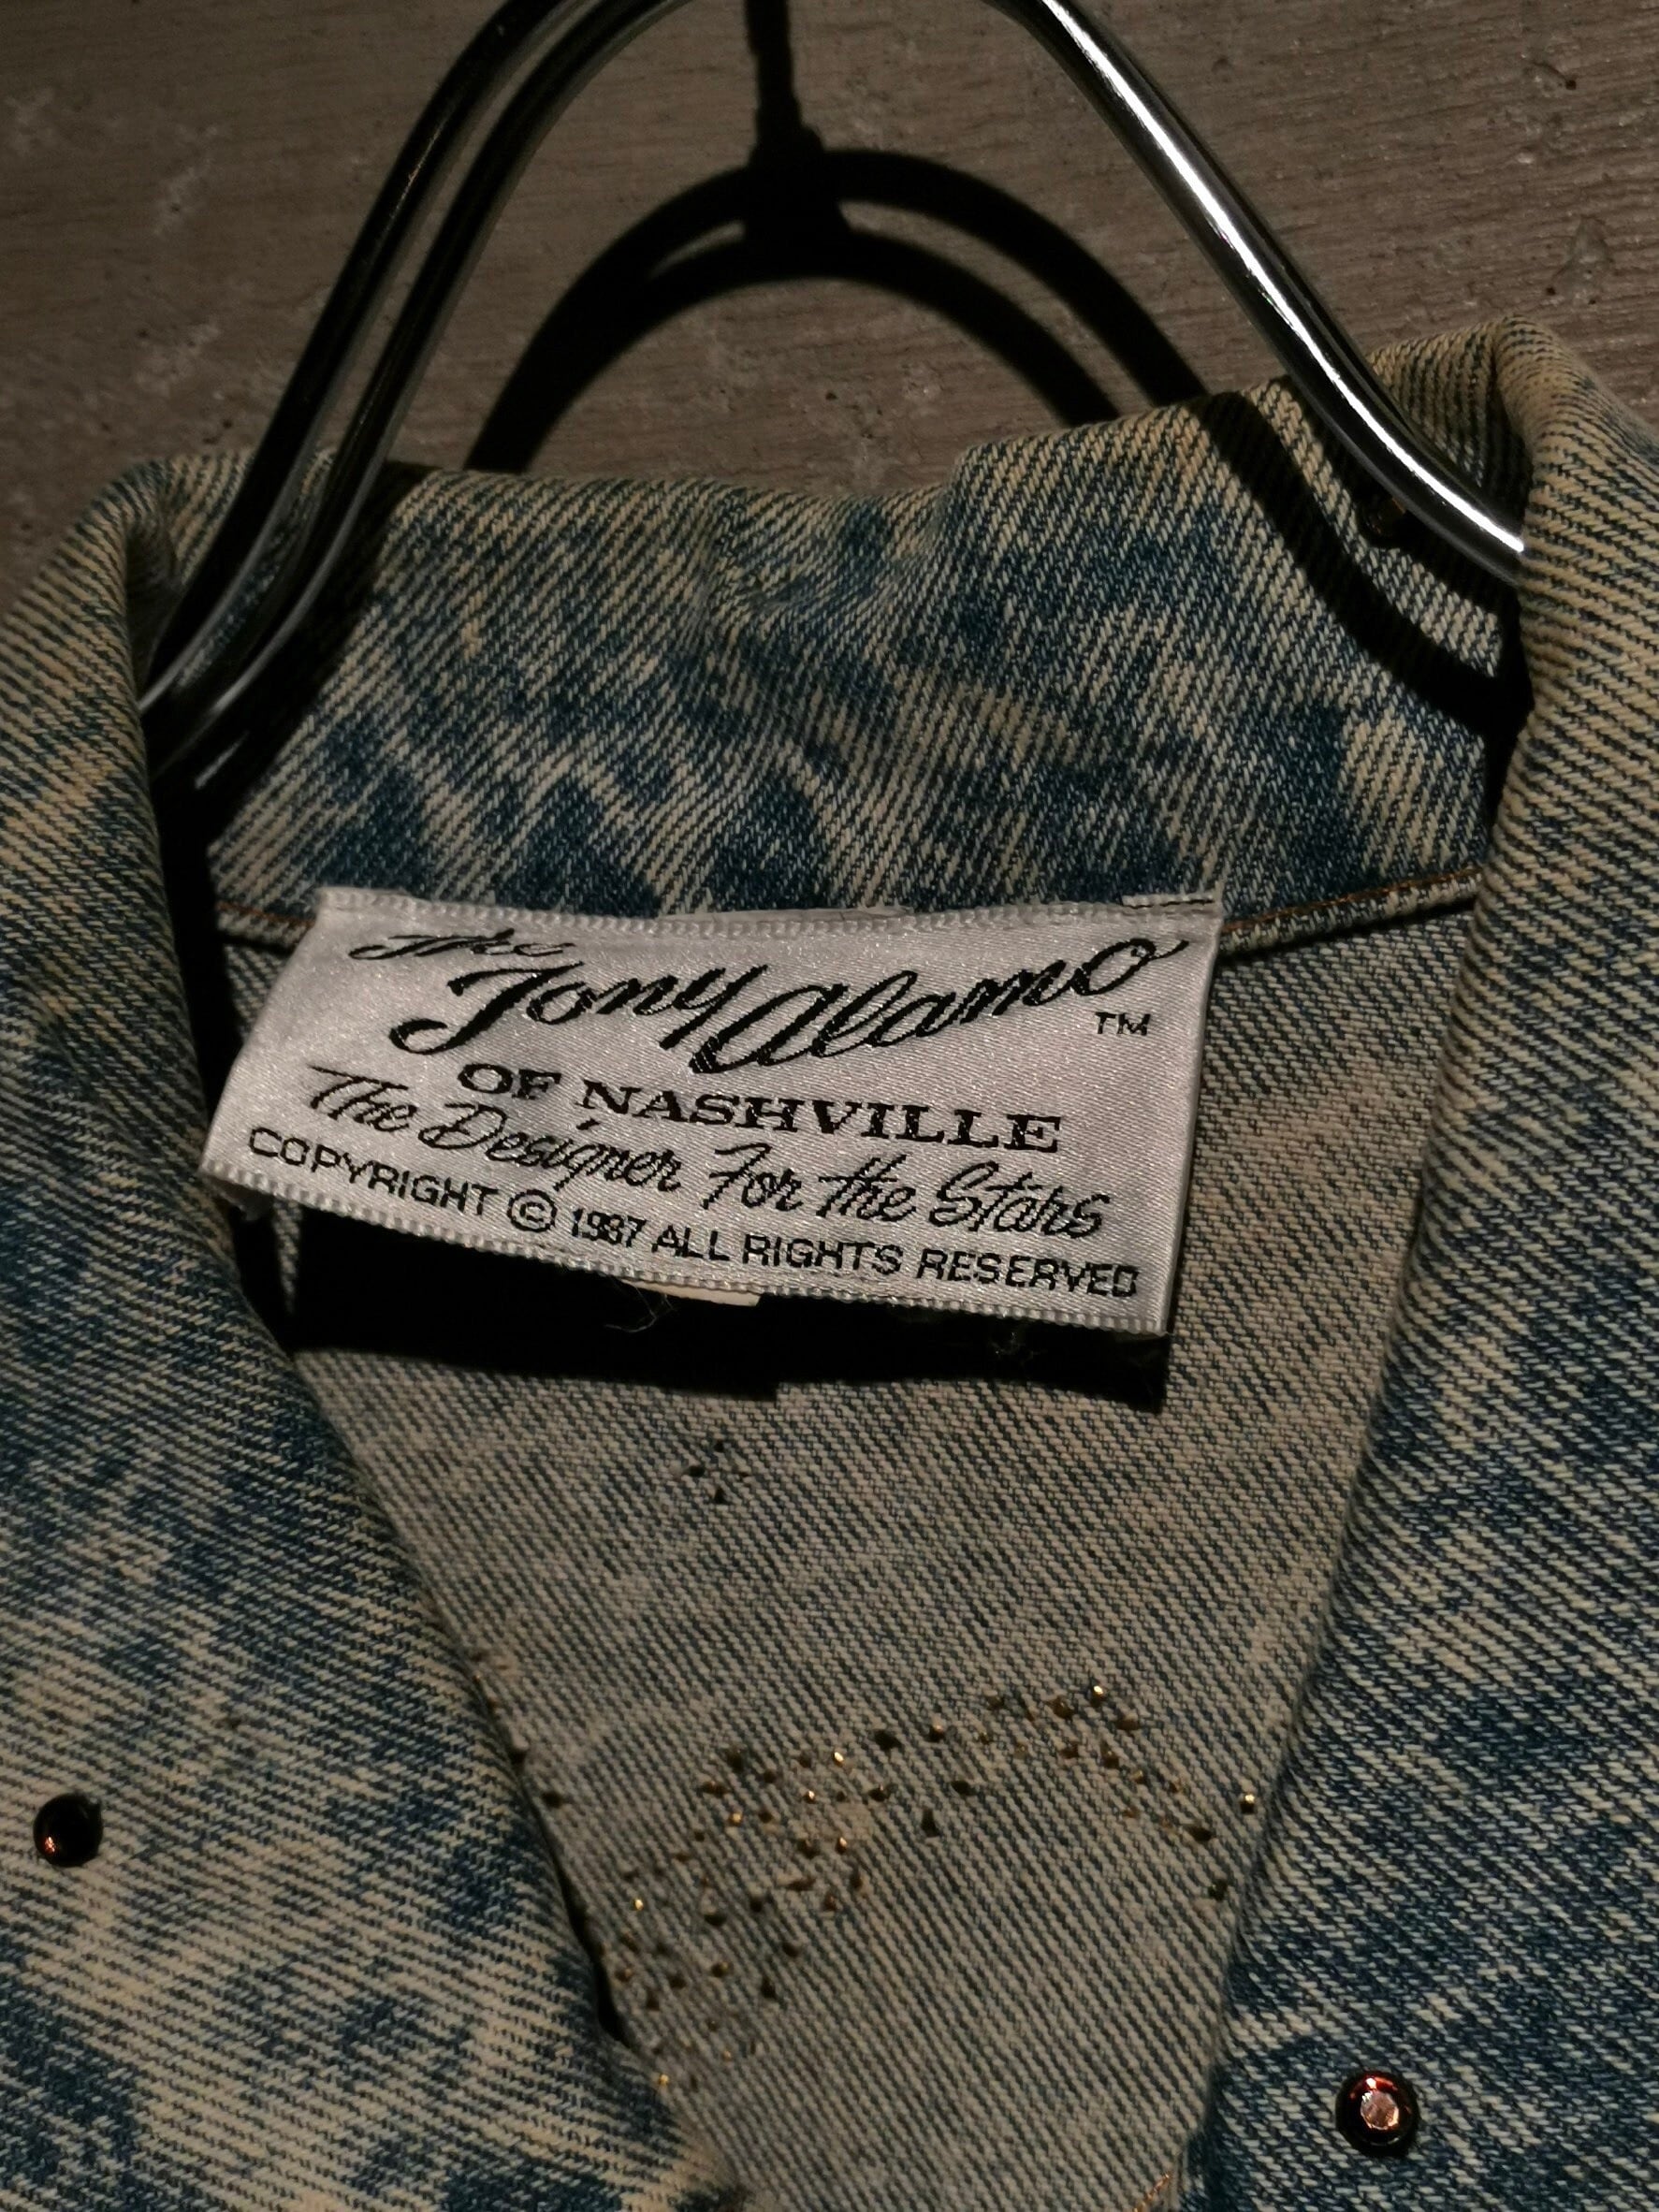 The
Tony Alamo
TM
OF NASHVILLE
The Designer For the Stars
COPYRIGHT © 1987 ALL RIGHTS RESERVED